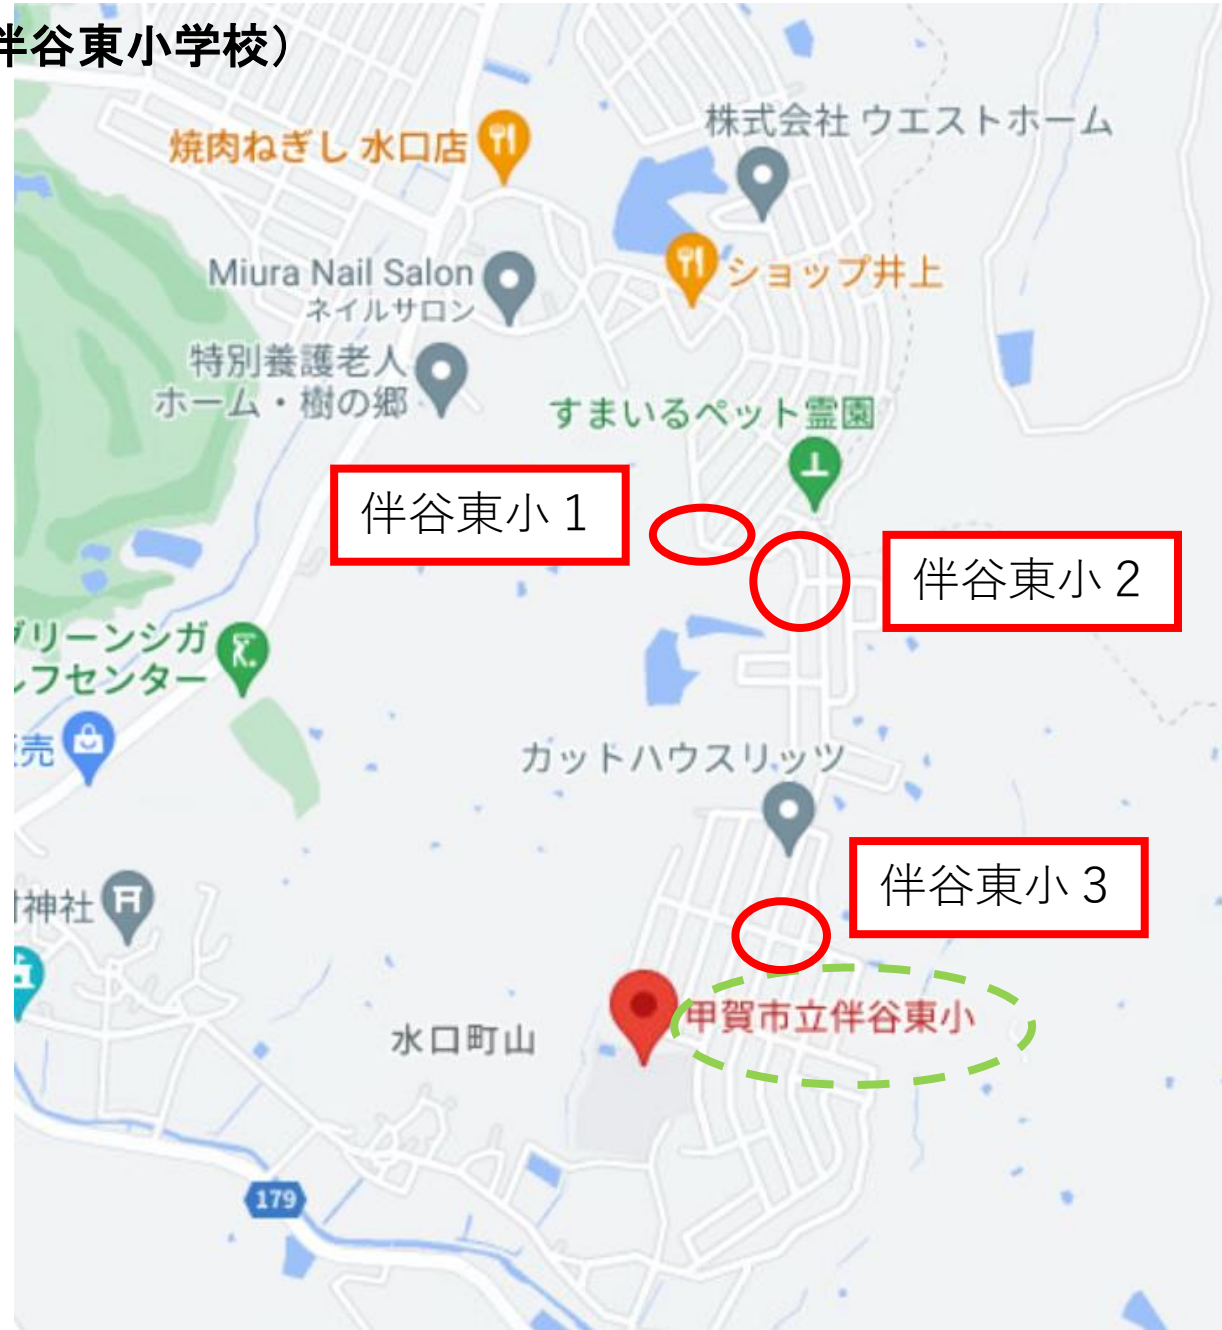 伴谷東小学校）
株式会社 ウエストホーム
焼肉ねぎし 水口店
Miura Nail Salon
ネイルサロン
ショップ井上
特別養護老人
ホーム・樹の郷
すまいるペット霊園
伴谷東小１
伴谷東小２
グリーンシガ
ルフセンター
売
カットハウスリッツ
伴谷東小３
村神社
甲賀市立伴谷東小
水口町山
179